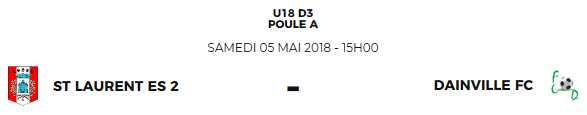 U18 D3
POULE A
SAMEDI 05 MAI 2018 - 15H00
ST LAURENT ES 2 - DAINVILLE FC
F C D